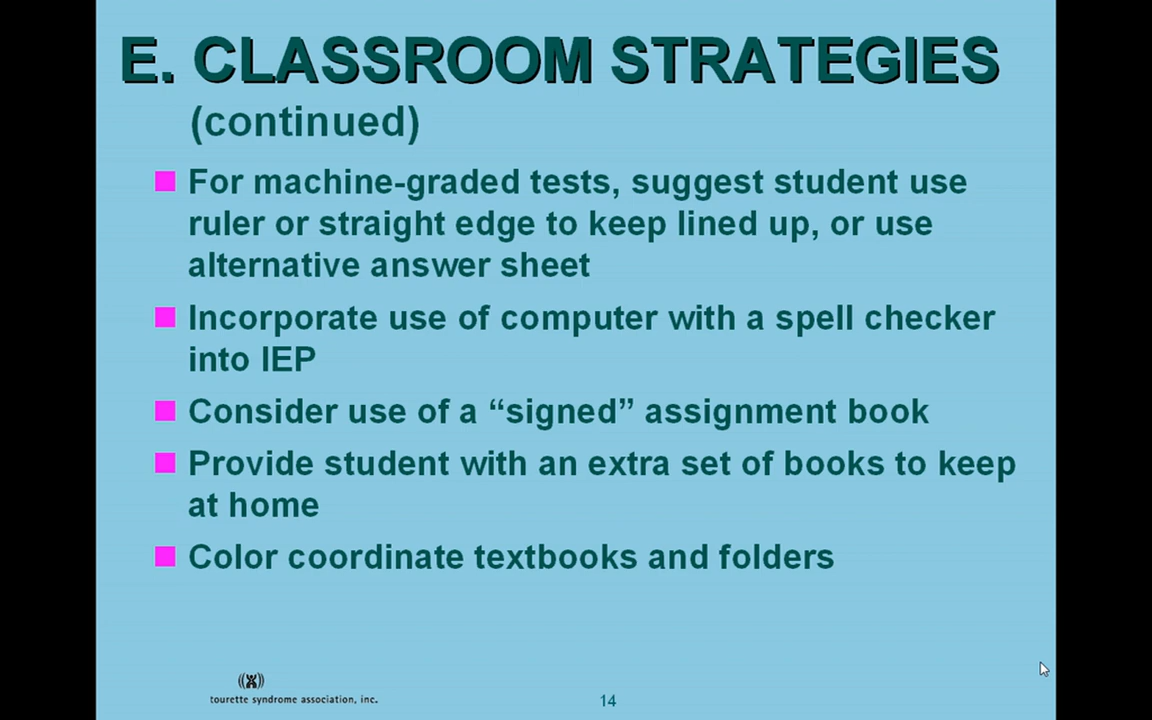 E. CLASSROOM STRATEGIES
(continued)
For machine-graded tests, suggest student use
ruler or straight edge to keep lined up, or use
alternative answer sheet
Incorporate use of computer with a spell checker
into IEP
Consider use of a “signed” assignment book
Provide student with an extra set of books to keep
at home
Color coordinate textbooks and folders
tourette syndrome association, inc.
14